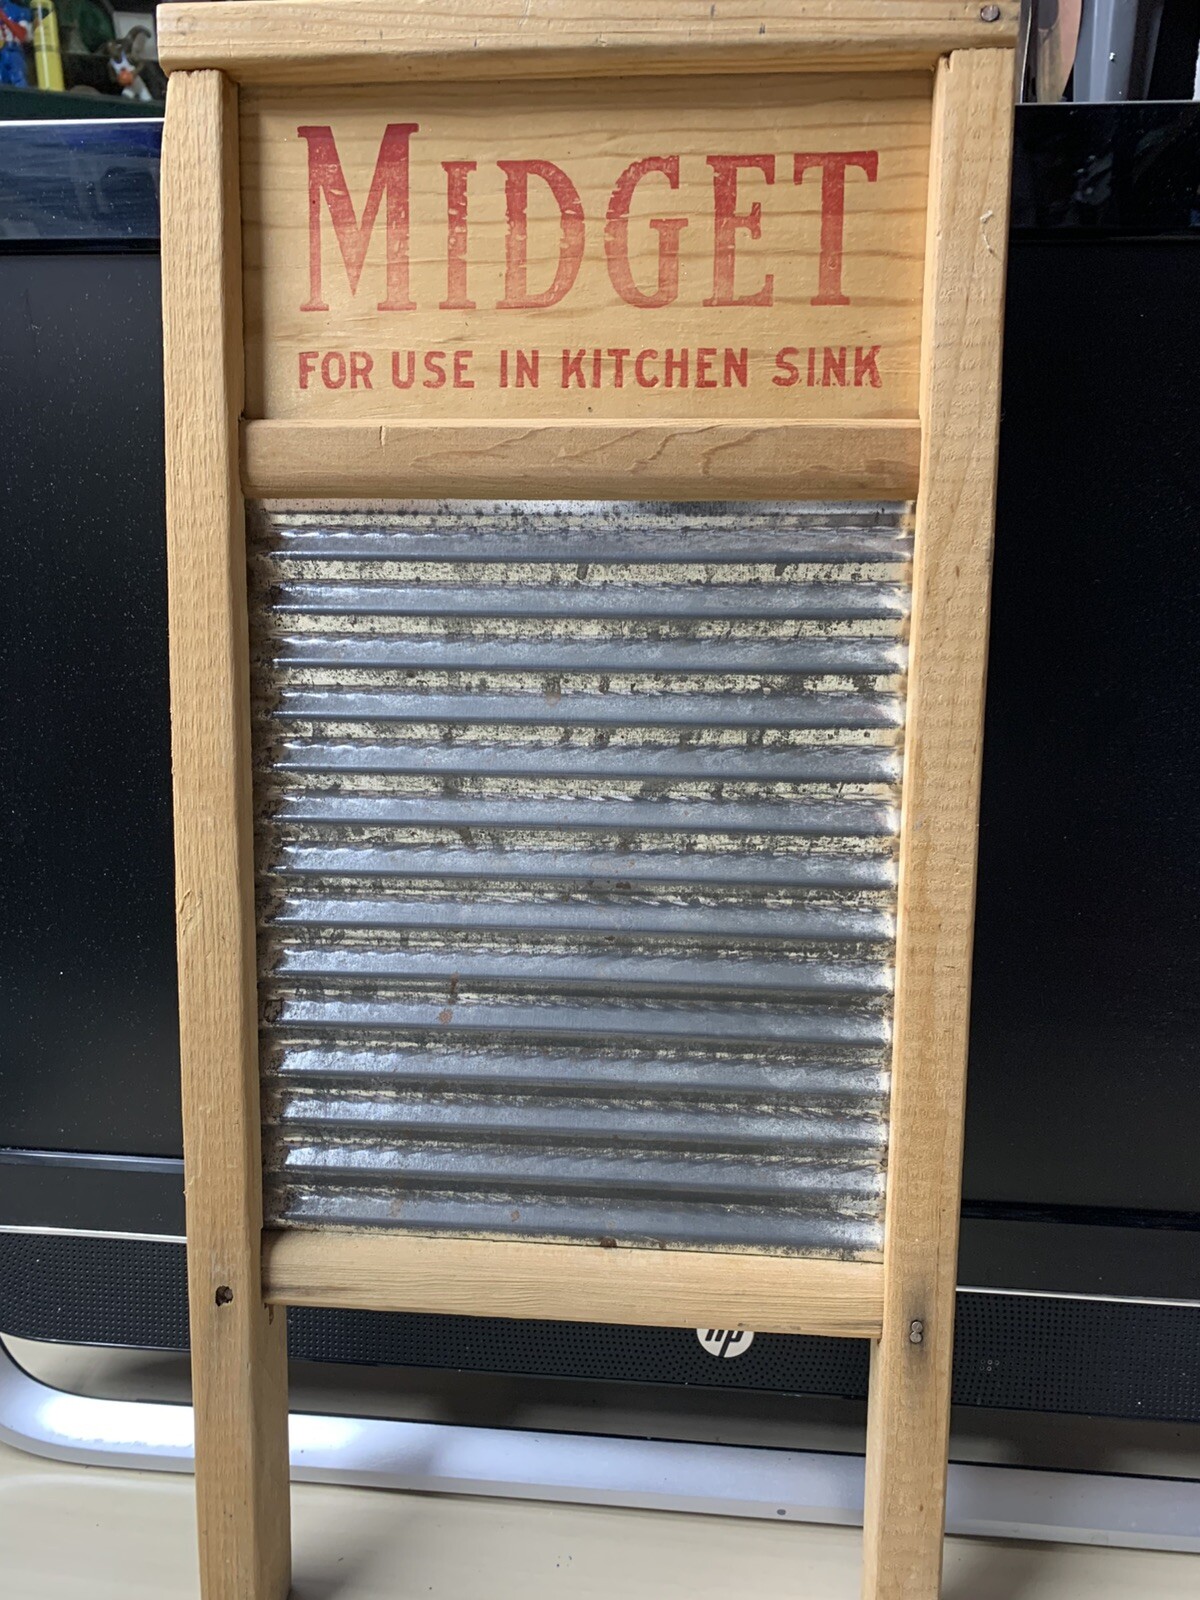 MIDGET
FOR USE IN KITCHEN SINK
hp